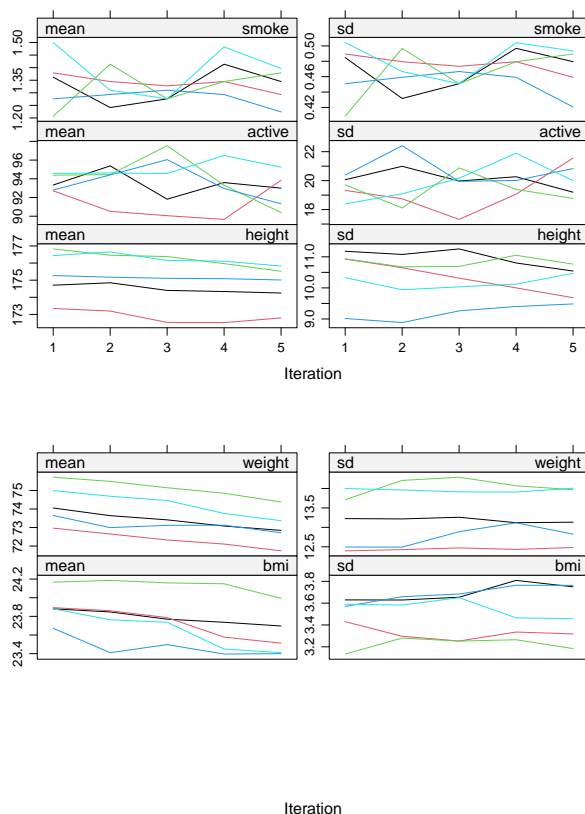 mean smoke
1.20 1.35 1.50
sd smoke
0.42 0.46 0.50
mean active
90 92 94 96
sd active
18 20 22
mean height
173 175 177
sd height
9.0 10.0 11.0
1 2 3 4 5
1 2 3 4 5
Iteration
mean weight
72 73 74 75
sd weight
12.5 13.5
mean bmi
23.4 23.8 24.2
sd bmi
3.2 3.4 3.6 3.8
Iteration